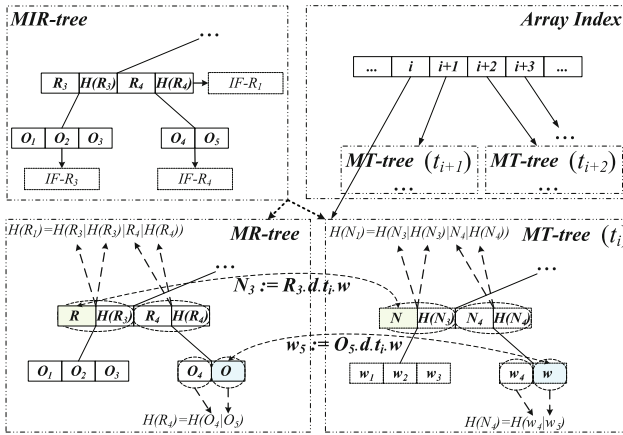 MIR-tree
...
R3 H(R3) R4 H(R4) IF-R1
O1 O2 O3 O4 O5
IF-R3 IF-R4
Array Index
... i i+1 i+2 i+3 ...
...
MT-tree (ti+1) MT-tree (ti+2)
... ...
MR-tree
H(R1)=H(R3|H(R3)|R4|H(R4))
...
R H(R3) R4 H(R4)
O1 O2 O3
O4 O
H(R4)=H(O4|O5)
N3 := R3.d.ti.w
w5 := O5.d.ti.w
MT-tree (ti
H(N1)=H(N3|H(N3)|N4|H(N4))
...
N H(N3) N4 H(N4)
w1 w2 w3
w4 w
H(N4)=H(w4|w5)